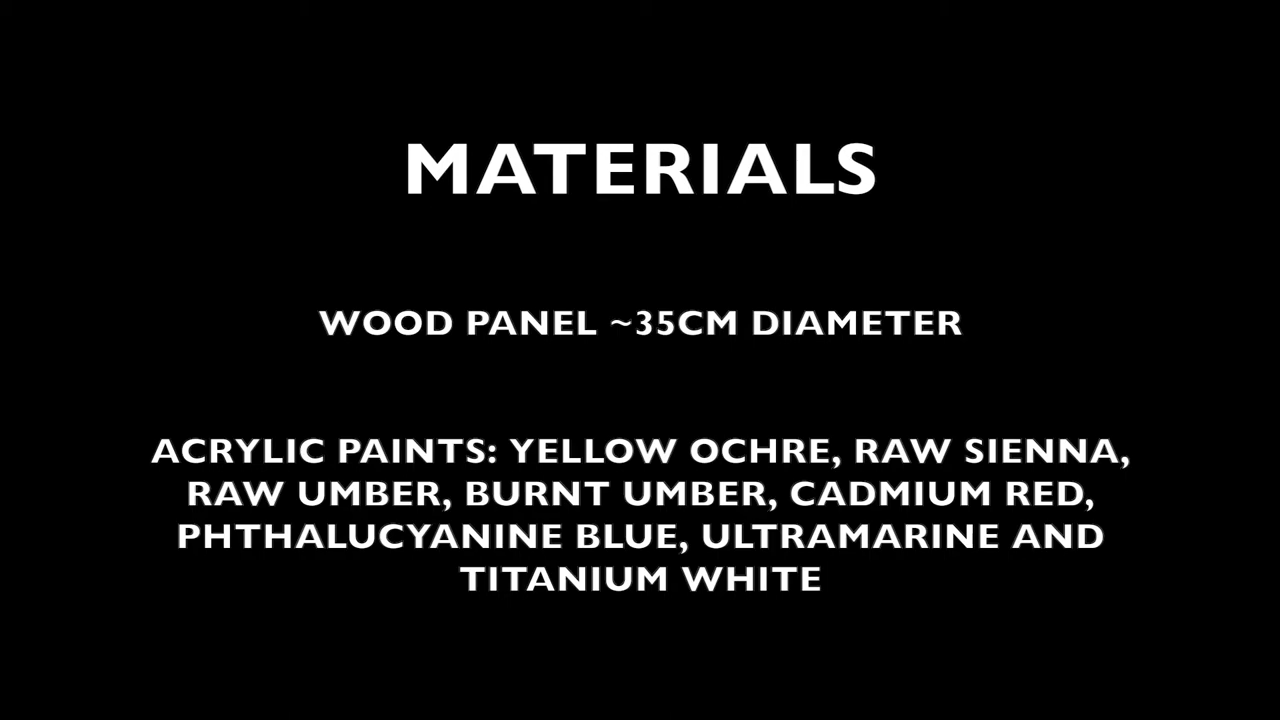 MATERIALS
WOOD PANEL ~35CM DIAMETER
ACRYLIC PAINTS: YELLOW OCHRE, RAW SIENNA,
RAW UMBER, BURNT UMBER, CADMIUM RED,
PHTHALUCYANINE BLUE, ULTRAMARINE AND
TITANIUM WHITE